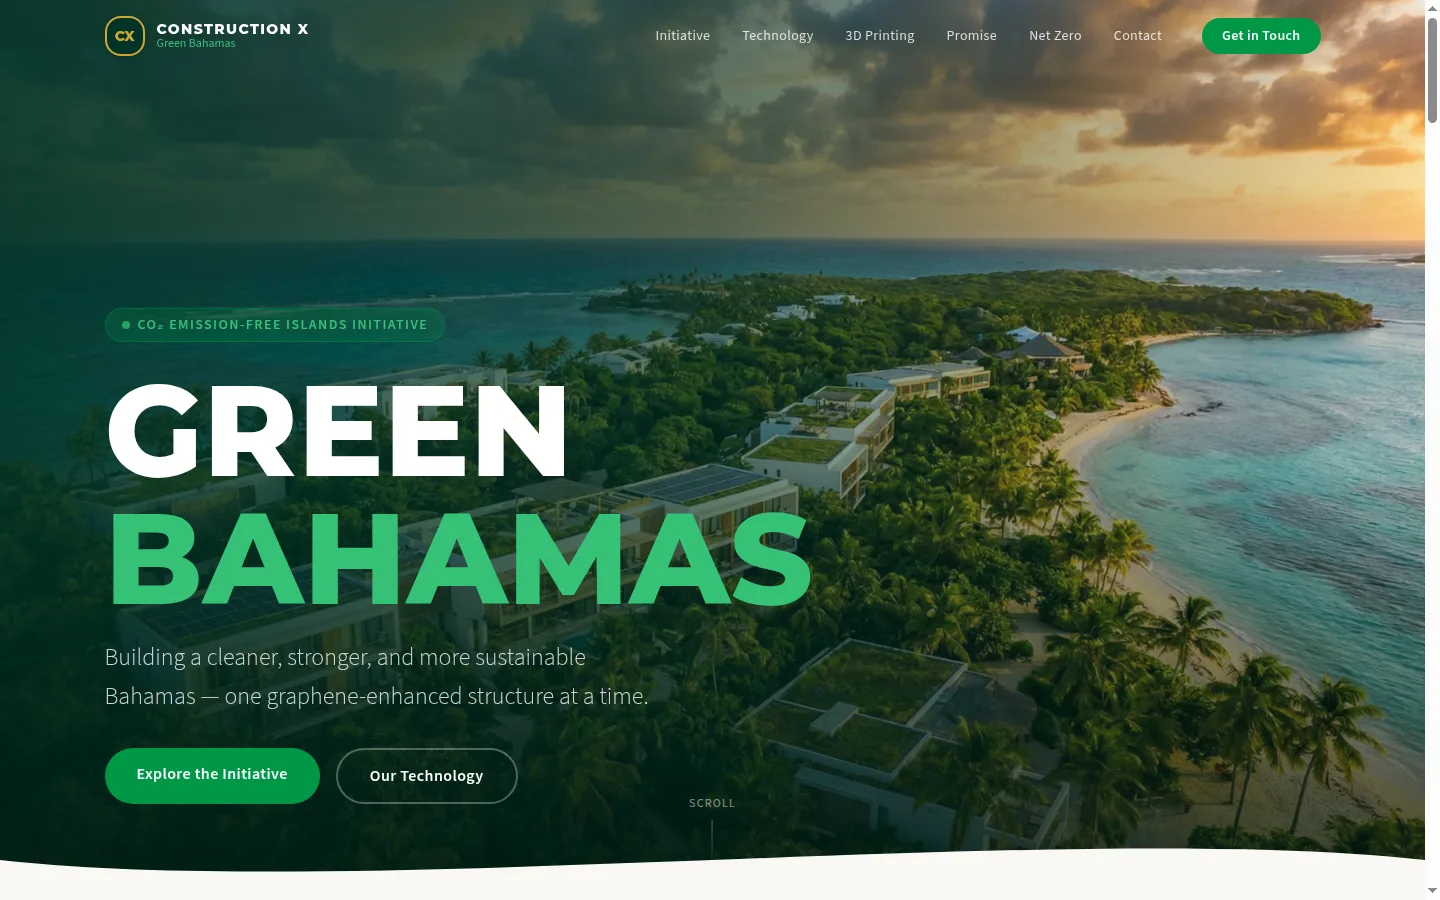 CX
CONSTRUCTION X
Green Bahamas
Initiative
Technology
3D Printing
Promise
Net Zero
Contact
Get in Touch
CO₂ EMISSION-FREE ISLANDS INITIATIVE
GREEN
BAHAMAS
Building a cleaner, stronger, and more sustainable
Bahamas — one graphene-enhanced structure at a time.
Explore the Initiative
Our Technology
SCROLL